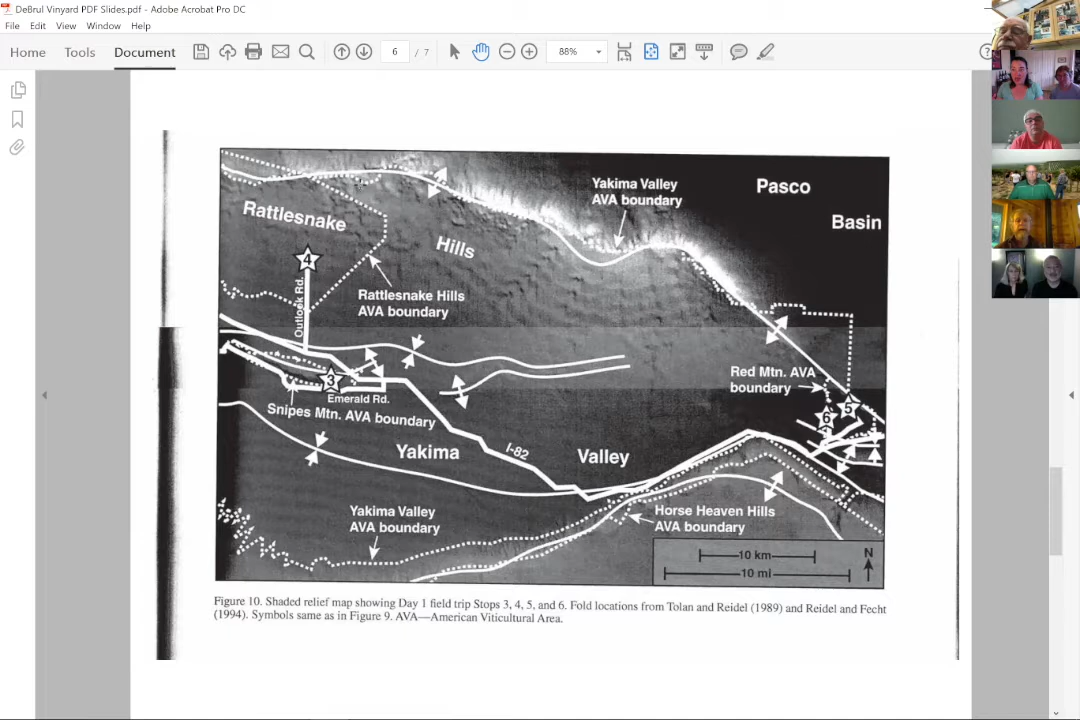 DeBrul Vinyard PDF Slides.pdf - Adobe Acrobat Pro DC
File Edit View Window Help
Home Tools Document 6 / 7 88%
Yakima Valley
AVA boundary
Pasco
Basin
Rattlesnake
Hills
4
Outlook Rd.
Rattlesnake Hills
AVA boundary
Red Mtn. AVA
boundary
3
Emerald Rd.
5
6
Snipes Mtn. AVA boundary
Yakima
I-82
Valley
Yakima Valley
AVA boundary
Horse Heaven Hills
AVA boundary
10 km
10 mi
N
Figure 10. Shaded relief map showing Day 1 field trip Stops 3, 4, 5, and 6. Fold locations from Tolan and Reidel (1989) and Reidel and Fecht
(1994). Symbols same as in Figure 9. AVA—American Viticultural Area.